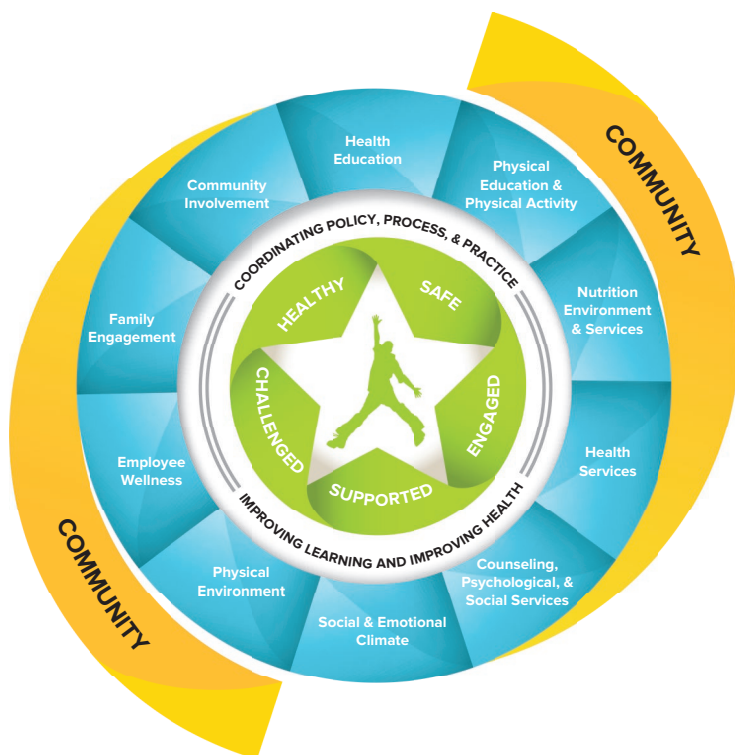 COMMUNITY
Health
Education
Physical
Education &
Physical Activity
Nutrition
Environment
& Services
Health
Services
Counseling,
Psychological, &
Social Services
Social & Emotional
Climate
Physical
Environment
Employee
Wellness
Family
Engagement
Community
Involvement
COORDINATING POLICY, PROCESS, & PRACTICE
IMPROVING LEARNING AND IMPROVING HEALTH
HEALTHY
SAFE
ENGAGED
SUPPORTED
CHALLENGED
COMMUNITY